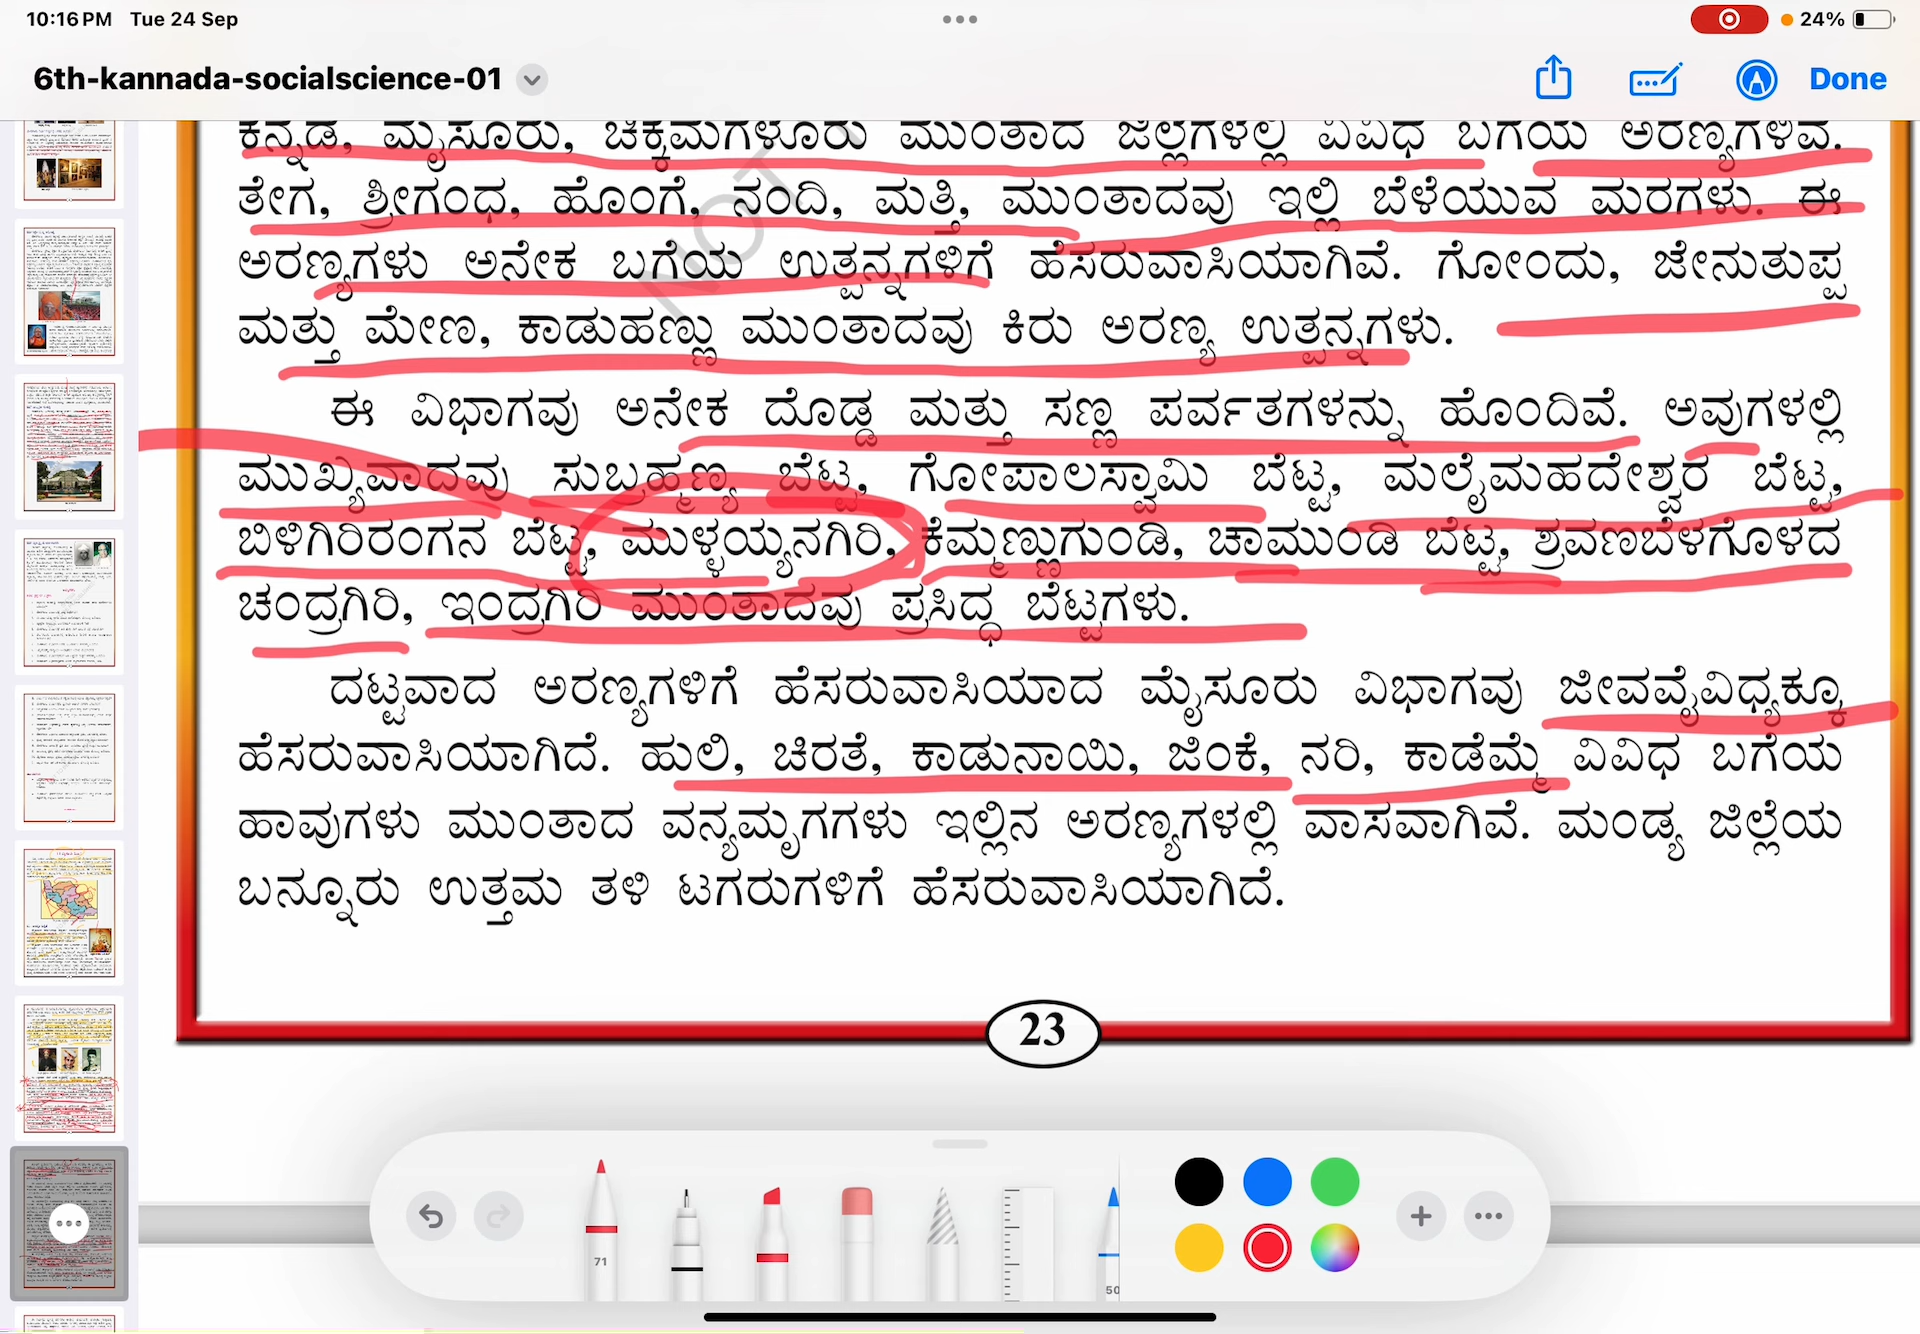 10:16 PM Tue 24 Sep
24%
6th-kannada-socialscience-01
Done
ಕನ್ನಡ, ಮೈಸೂರು, ಚಿಕ್ಕಮಗಳೂರು ಮುಂತಾದ ಜಿಲ್ಲೆಗಳಲ್ಲಿ ವಿವಿಧ ಬಗೆಯ ಅರಣ್ಯಗಳಿವೆ.
ತೇಗ, ಶ್ರೀಗಂಧ, ಹೊಂಗೆ, ನಂದಿ, ಮತ್ತಿ, ಮುಂತಾದವು ಇಲ್ಲಿ ಬೆಳೆಯುವ ಮರಗಳು. ಈ
ಅರಣ್ಯಗಳು ಅನೇಕ ಬಗೆಯ ಉತ್ಪನ್ನಗಳಿಗೆ ಹೆಸರುವಾಸಿಯಾಗಿವೆ. ಗೋಂದು, ಜೇನುತುಪ್ಪ
ಮತ್ತು ಮೇಣ, ಕಾಡುಹಣ್ಣು ಮುಂತಾದವು ಕಿರು ಅರಣ್ಯ ಉತ್ಪನ್ನಗಳು.
ಈ ವಿಭಾಗವು ಅನೇಕ ದೊಡ್ಡ ಮತ್ತು ಸಣ್ಣ ಪರ್ವತಗಳನ್ನು ಹೊಂದಿವೆ. ಅವುಗಳಲ್ಲಿ
ಮುಖ್ಯವಾದವು ಸುಬ್ರಹ್ಮಣ್ಯ ಬೆಟ್ಟ, ಗೋಪಾಲಸ್ವಾಮಿ ಬೆಟ್ಟ, ಮಲೈಮಹದೇಶ್ವರ ಬೆಟ್ಟ,
ಬಿಳಿಗಿರಿರಂಗನ ಬೆಟ್ಟ, ಮುಳ್ಳಯ್ಯನಗಿರಿ, ಕೆಮ್ಮಣ್ಣುಗುಂಡಿ, ಚಾಮುಂಡಿ ಬೆಟ್ಟ, ಶ್ರವಣಬೆಳಗೊಳದ
ಚಂದ್ರಗಿರಿ, ಇಂದ್ರಗಿರಿ ಮುಂತಾದವು ಪ್ರಸಿದ್ಧ ಬೆಟ್ಟಗಳು.
ದಟ್ಟವಾದ ಅರಣ್ಯಗಳಿಗೆ ಹೆಸರುವಾಸಿಯಾದ ಮೈಸೂರು ವಿಭಾಗವು ಜೀವವೈವಿಧ್ಯಕ್ಕೂ
ಹೆಸರುವಾಸಿಯಾಗಿದೆ. ಹುಲಿ, ಚಿರತೆ, ಕಾಡುನಾಯಿ, ಜಿಂಕೆ, ನರಿ, ಕಾಡೆಮ್ಮೆ ವಿವಿಧ ಬಗೆಯ
ಹಾವುಗಳು ಮುಂತಾದ ವನ್ಯಮೃಗಗಳು ಇಲ್ಲಿನ ಅರಣ್ಯಗಳಲ್ಲಿ ವಾಸವಾಗಿವೆ. ಮಂಡ್ಯ ಜಿಲ್ಲೆಯ
ಬನ್ನೂರು ಉತ್ತಮ ತಳಿ ಟಗರುಗಳಿಗೆ ಹೆಸರುವಾಸಿಯಾಗಿದೆ.
NOT
23
71
50